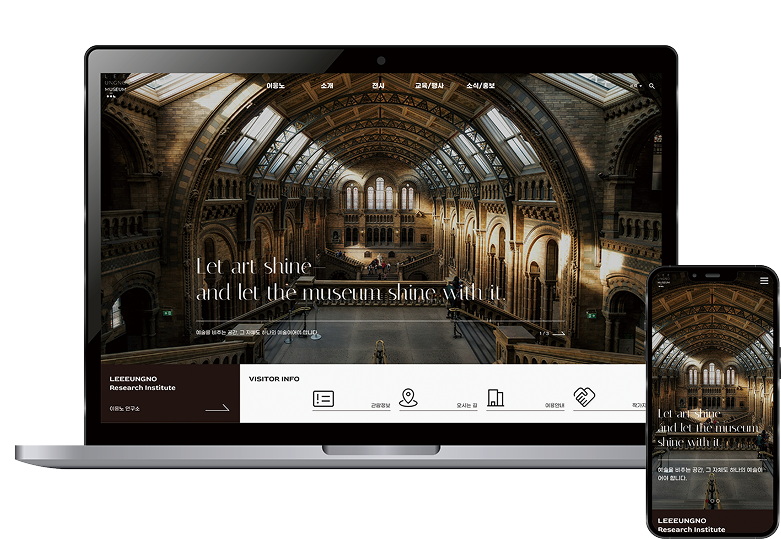 LEE
UNGNO
MUSEUM
이응노
소개
전시
교육/행사
소식/홍보
Let art shine
and let the museum shine with it.
예술을 비추는 공간, 그 자체도 하나의 예술이어야 합니다.
1 / 3
LEEEUNGNO
Research Institute
이응노 연구소
VISITOR INFO
관람정보
오시는 길
이용안내
작가지
Let art shine
and let the museum
shine with it.
예술을 비추는 공간, 그 자체도 하나의 예술이
어야 합니다.
LEEEUNGNO
Research Institute